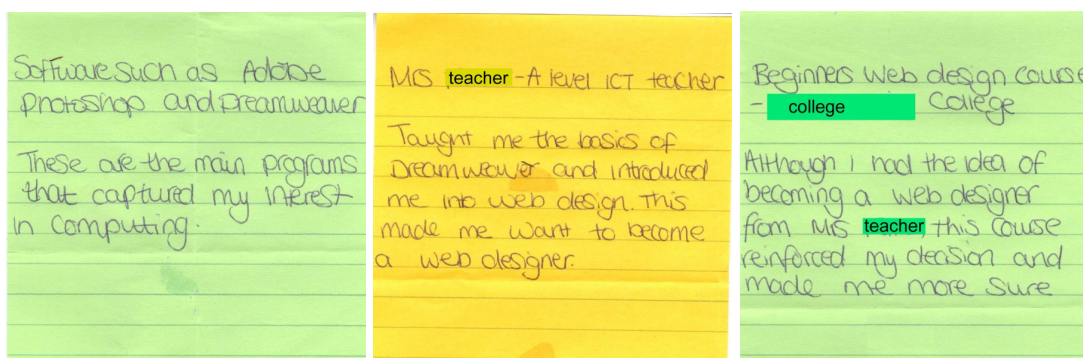 Software such as Adobe
Photoshop and Dreamweaver
These are the main programs
that captured my interest
in Computting.
Mrs teacher - A level ICT teacher
Taught me the basics of
Dreamweaver and introduced
me into web design. This
made me want to become
a web designer.
Beginners Web design Course
- college College
Although i had the idea of
becoming a web designer
from Mrs teacher, this course
reinforced my decision and
made me more sure